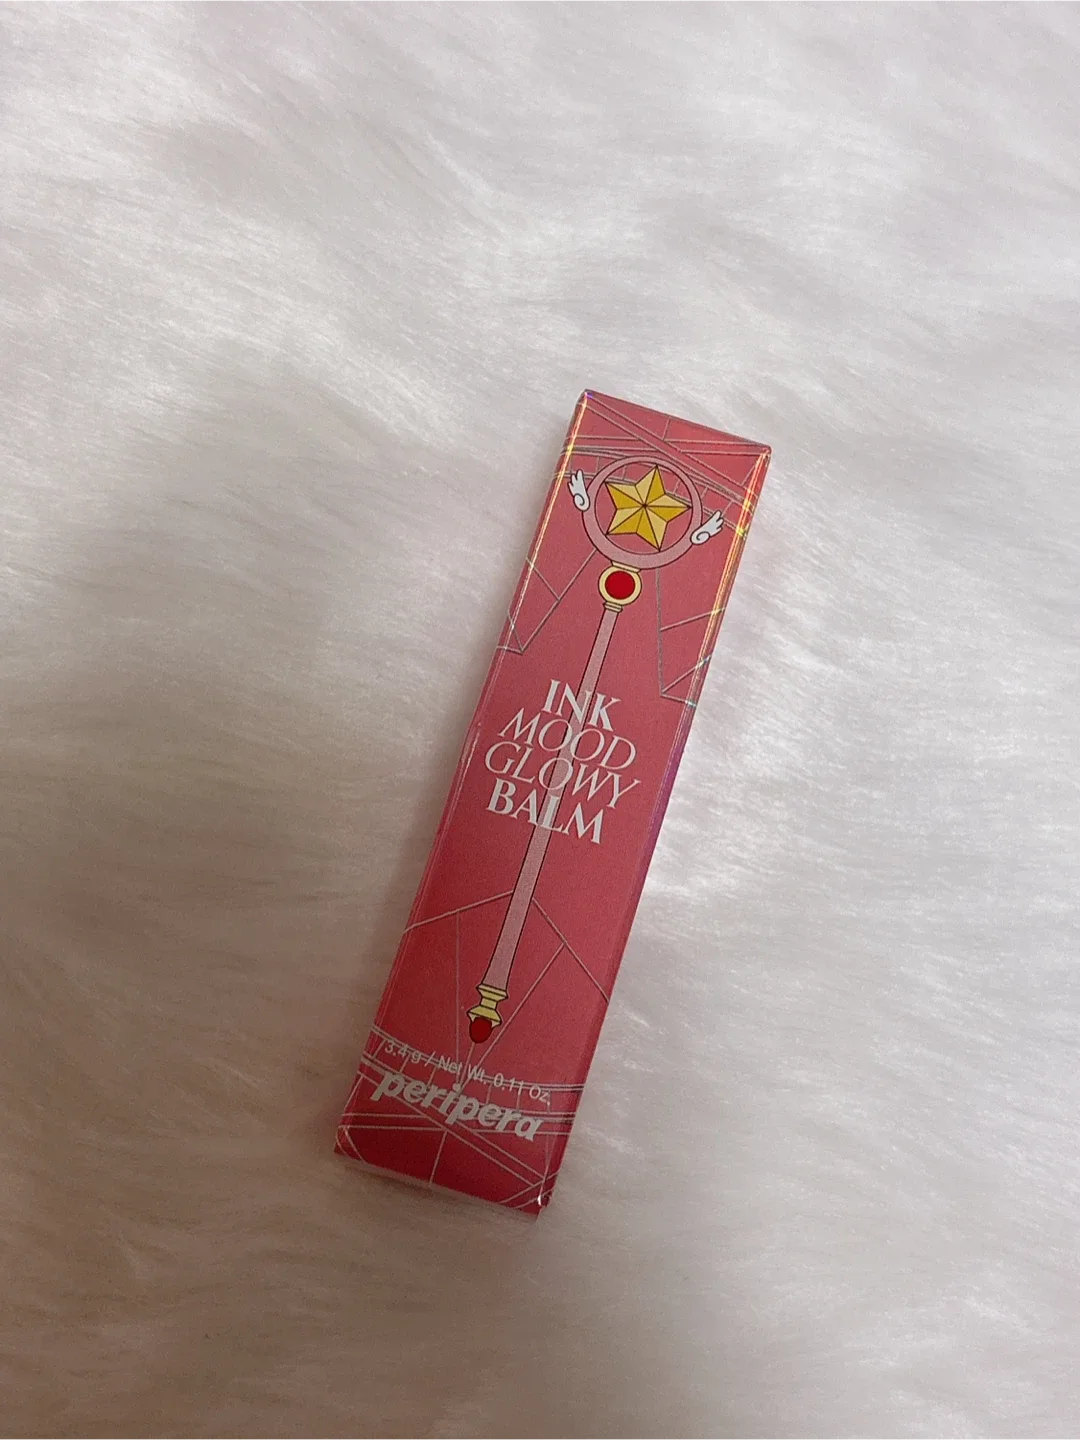 INK
MOOD
GLOWY
BALM
3.4 g / Net Wt. 0.11 Oz.
peripera